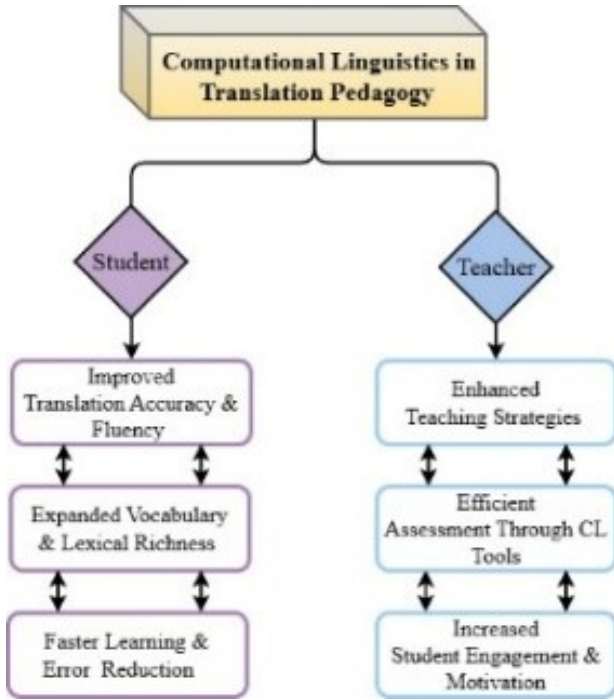 Computational Linguistics in
Translation Pedagogy
Student
Teacher
Improved
Translation Accuracy &
Fluency
Expanded Vocabulary
& Lexical Richness
Faster Learning &
Error Reduction
Enhanced
Teaching Strategies
Efficient
Assessment Through CL
Tools
Increased
Student Engagement &
Motivation